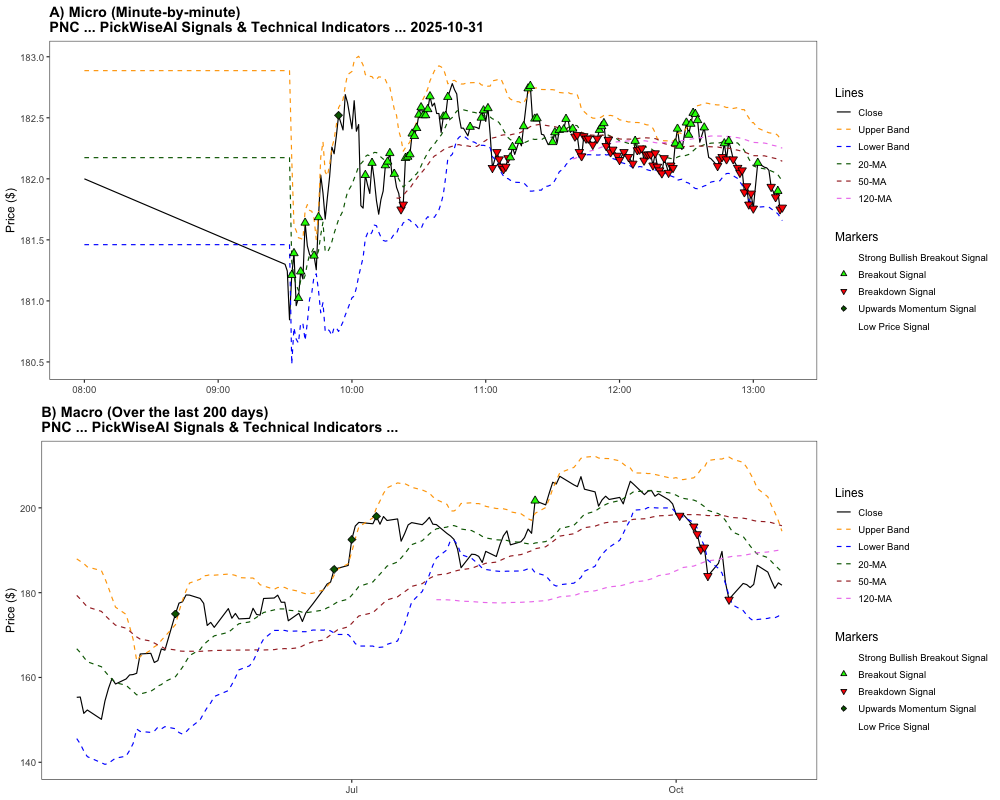 A) Micro (Minute-by-minute)
PNC ... PickWiseAI Signals & Technical Indicators ... 2025-10-31
Price ($)
183.0
182.5
182.0
181.5
181.0
180.5
08:00
09:00
10:00
11:00
12:00
13:00
Lines
Close
Upper Band
Lower Band
20-MA
50-MA
120-MA
Markers
Strong Bullish Breakout Signal
Breakout Signal
Breakdown Signal
Upwards Momentum Signal
Low Price Signal
B) Macro (Over the last 200 days)
PNC ... PickWiseAI Signals & Technical Indicators ...
Price ($)
200
180
160
140
Jul
Oct
Lines
Close
Upper Band
Lower Band
20-MA
50-MA
120-MA
Markers
Strong Bullish Breakout Signal
Breakout Signal
Breakdown Signal
Upwards Momentum Signal
Low Price Signal